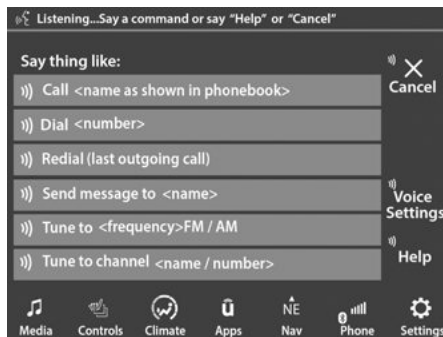 Listening...Say a command or say “Help” or “Cancel”
Say thing like:
Cancel
Call <name as shown in phonebook>
Dial <number>
Redial (last outgoing call)
Send message to <name>
Voice
Settings
Tune to <frequency>FM / AM
Help
Tune to channel <name / number>
û NE
Media Controls Climate Apps Nav Phone Settings